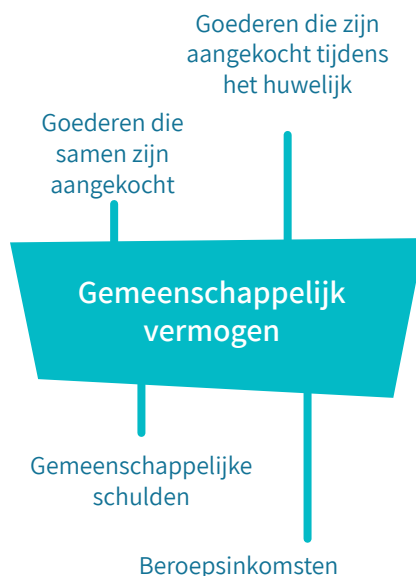 Goederen die zijn
aangekocht tijdens
het huwelijk
Goederen die
samen zijn
aangekocht
Gemeenschappelijk
vermogen
Gemeenschappelijke
schulden
Beroepsinkomsten